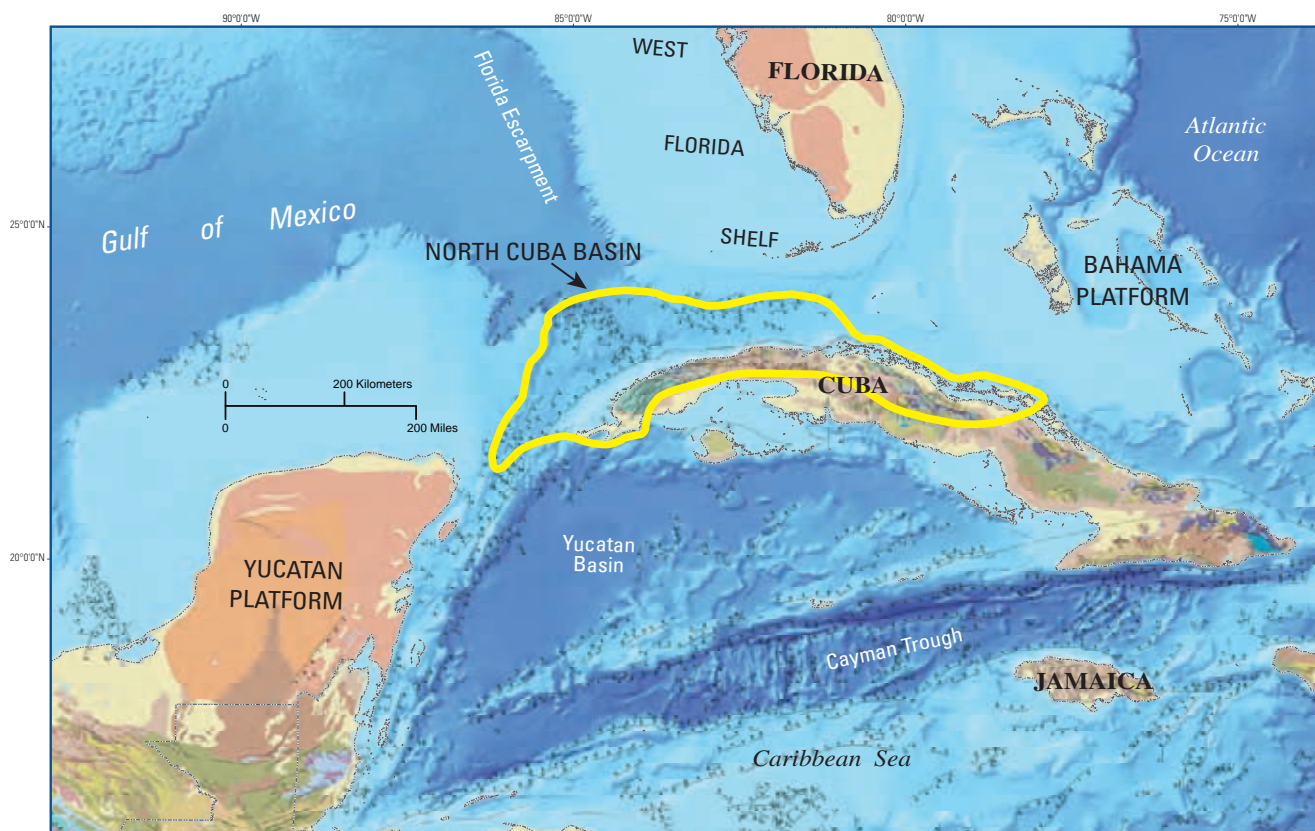 90°0'0"W
85°0'0"W
80°0'0"W
75°0'0"W
WEST
FLORIDA
Florida Escarpment
Atlantic
Ocean
FLORIDA
25°0'0"N
Gulf of Mexico
SHELF
NORTH CUBA BASIN
BAHAMA
PLATFORM
0
200 Kilometers
0
200 Miles
CUBA
20°0'0"N
Yucatan
Basin
YUCATAN
PLATFORM
Cayman Trough
JAMAICA
Caribbean Sea